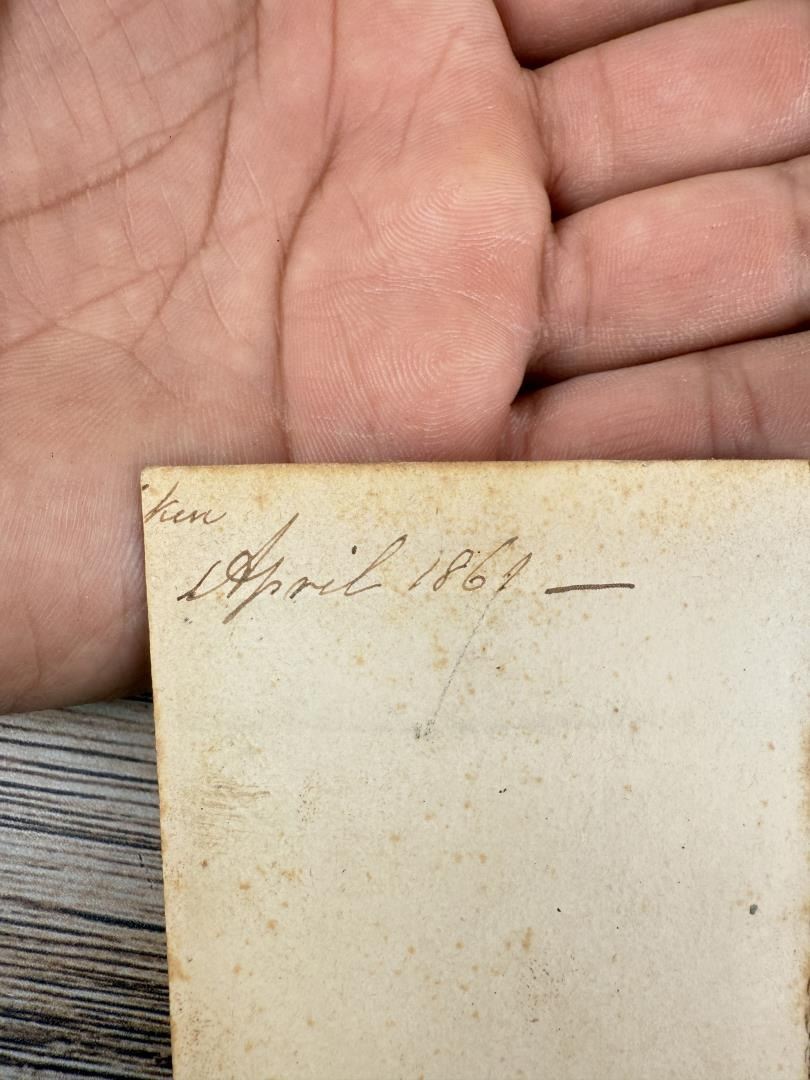 ken
April 1861 —